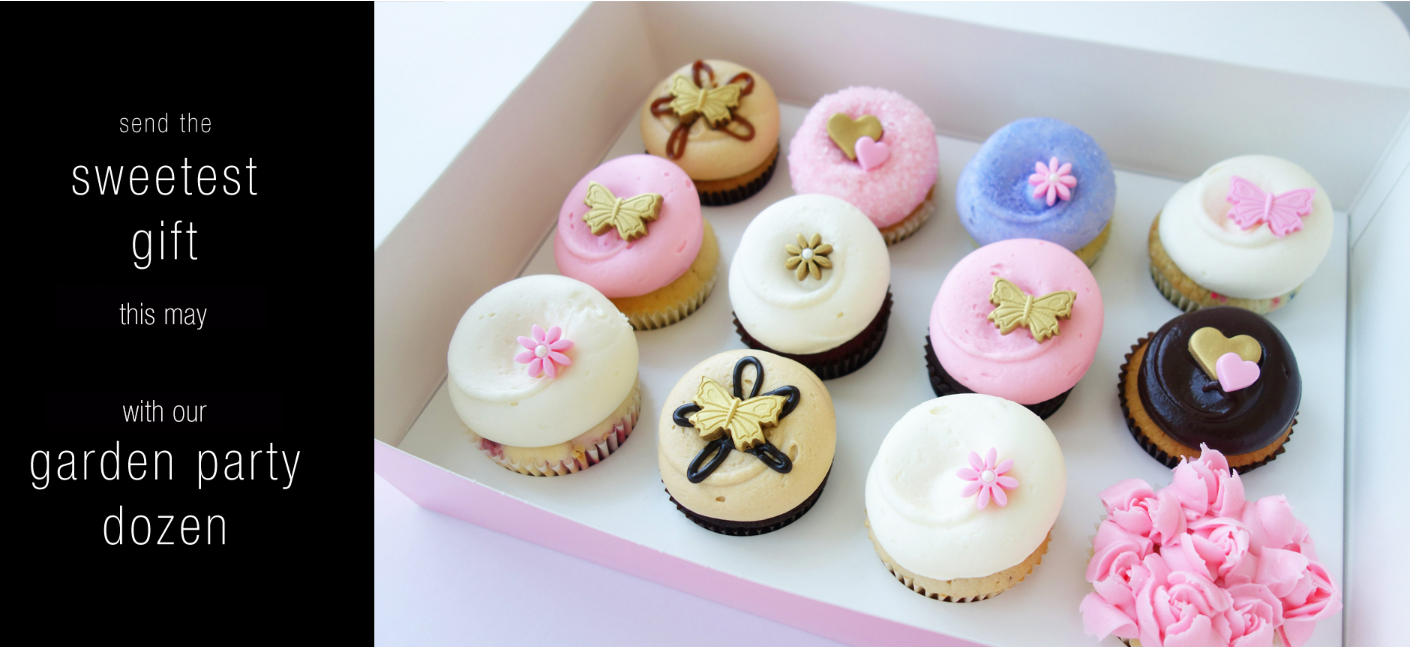 send the
sweetest
gift
this may
with our
garden party
dozen